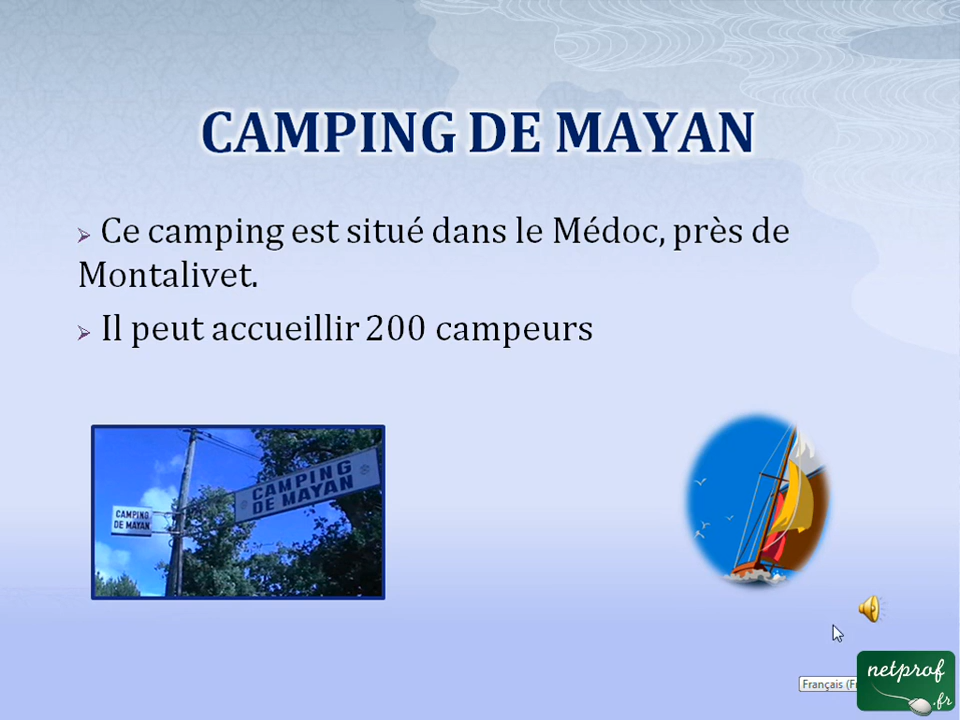 CAMPING DE MAYAN
Ce camping est situé dans le Médoc, près de
Montalivet.
Il peut accueillir 200 campeurs
CAMPING
DE MAYAN
CAMPING
DE MAYAN
Français
netprof
.fr